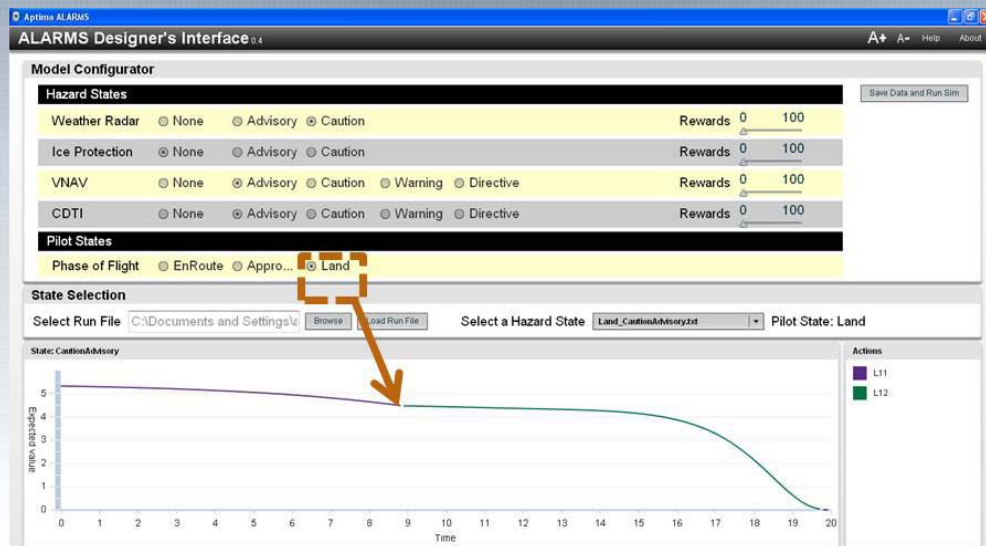 Aptima ALARMS
ALARMS Designer's Interface 0.4 A+ A- Help About
Model Configurator
Hazard States Save Data and Run Sim
Weather Radar None Advisory Caution Rewards 0 100
Ice Protection None Advisory Caution Rewards 0 100
VNAV None Advisory Caution Warning Directive Rewards 0 100
CDTI None Advisory Caution Warning Directive Rewards 0 100
Pilot States
Phase of Flight EnRoute Appro... Land
State Selection
Select Run File C:\Documents and Settings\ Browse Load Run File Select a Hazard State Land_CautionAdvisory.txt Pilot State: Land
State: CautionAdvisory Actions
L11
L12
Expected value
5
4
3
2
1
0
0 1 2 3 4 5 6 7 8 9 10 11 12 13 14 15 16 17 18 19 20
Time